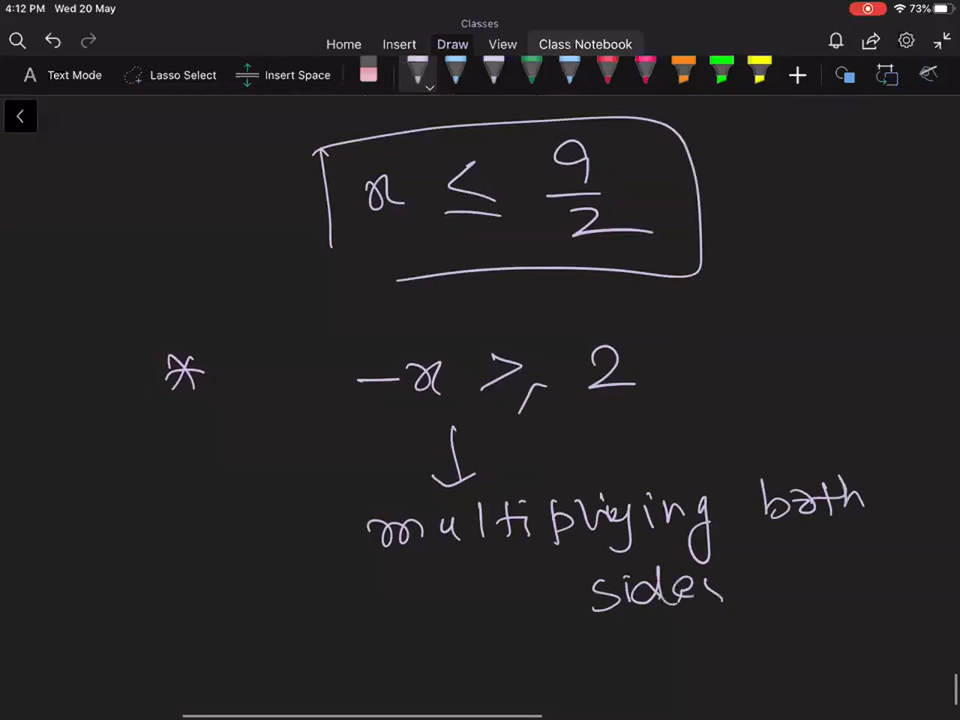 4:12 PM Wed 20 May
73%
Classes
Home Insert Draw View Class Notebook
Text Mode Lasso Select Insert Space
x ≤ 9/2
* -x ≥ 2
↓
multiplying both
sides